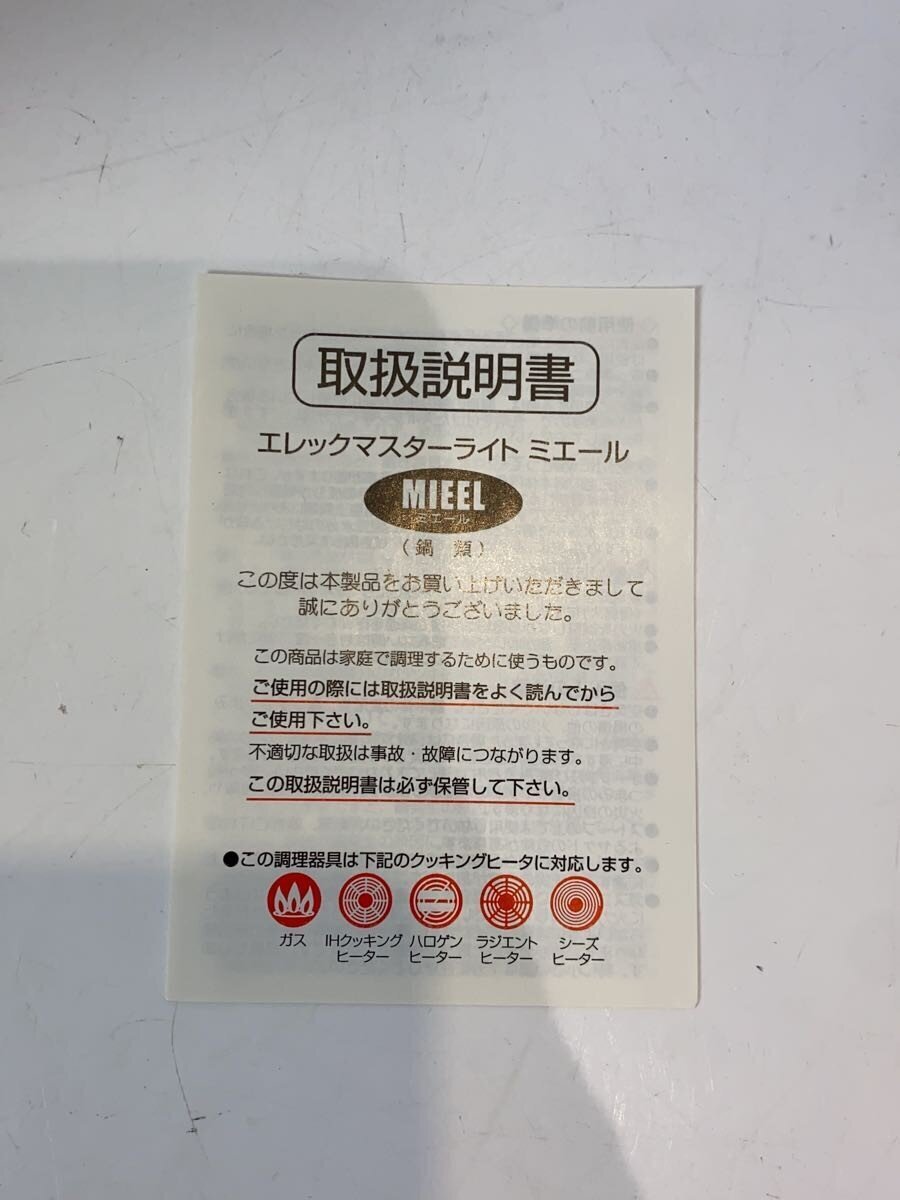 取扱説明書
エレックマスターライト ミエール
MIEEL
ミエール
（鍋 類）
この度は本製品をお買い上げいただきまして
誠にありがとうございました。
この商品は家庭で調理するために使うものです。
ご使用の際には取扱説明書をよく読んでから
ご使用下さい。
不適切な取扱は事故・故障につながります。
この取扱説明書は必ず保管して下さい。
●この調理器具は下記のクッキングヒータに対応します。
ガス IHクッキング ハロゲン ラジエント シーズ
ヒーター ヒーター ヒーター ヒーター